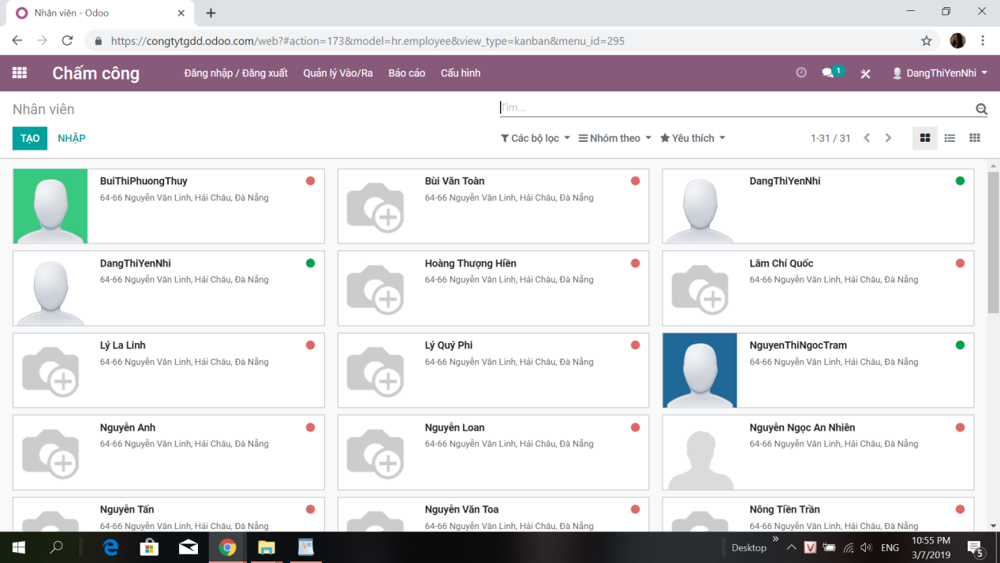 Nhân viên - Odoo
https://congtytgdd.odoo.com/web?#action=173&model=hr.employee&view_type=kanban&menu_id=295
Chấm công
Đăng nhập / Đăng xuất Quản lý Vào/Ra Báo cáo Cấu hình
1
DangThiYenNhi
Nhân viên
Tìm...
TẠO NHẬP
Các bộ lọc Nhóm theo Yêu thích
1-31 / 31
BuiThiPhuongThuy
64-66 Nguyễn Văn Linh, Hải Châu, Đà Nẵng
Bùi Văn Toàn
64-66 Nguyễn Văn Linh, Hải Châu, Đà Nẵng
DangThiYenNhi
DangThiYenNhi
64-66 Nguyễn Văn Linh, Hải Châu, Đà Nẵng
Hoàng Thượng Hiền
64-66 Nguyễn Văn Linh, Hải Châu, Đà Nẵng
Lâm Chí Quốc
64-66 Nguyễn Văn Linh, Hải Châu, Đà Nẵng
Lý La Linh
64-66 Nguyễn Văn Linh, Hải Châu, Đà Nẵng
Lý Quý Phi
64-66 Nguyễn Văn Linh, Hải Châu, Đà Nẵng
NguyenThiNgocTram
64-66 Nguyễn Văn Linh, Hải Châu, Đà Nẵng
Nguyễn Anh
64-66 Nguyễn Văn Linh, Hải Châu, Đà Nẵng
Nguyễn Loan
64-66 Nguyễn Văn Linh, Hải Châu, Đà Nẵng
Nguyễn Ngọc An Nhiên
64-66 Nguyễn Văn Linh, Hải Châu, Đà Nẵng
Nguyễn Tấn
64-66 Nguyễn Văn Linh, Hải Châu, Đà Nẵng
Nguyễn Văn Toa
64-66 Nguyễn Văn Linh, Hải Châu, Đà Nẵng
Nông Tiền Trần
64-66 Nguyễn Văn Linh, Hải Châu, Đà Nẵng
Desktop
ENG
10:55 PM
3/7/2019
5